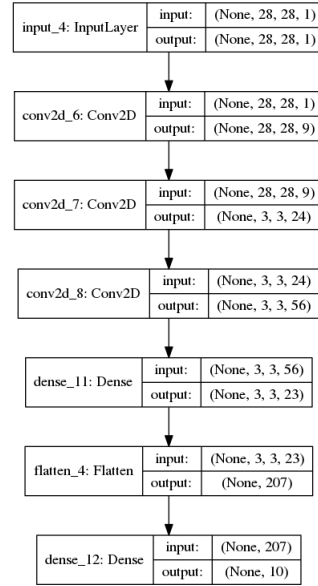 input_4: InputLayer input: (None, 28, 28, 1)
output: (None, 28, 28, 1)
conv2d_6: Conv2D input: (None, 28, 28, 1)
output: (None, 28, 28, 9)
conv2d_7: Conv2D input: (None, 28, 28, 9)
output: (None, 3, 3, 24)
conv2d_8: Conv2D input: (None, 3, 3, 24)
output: (None, 3, 3, 56)
dense_11: Dense input: (None, 3, 3, 56)
output: (None, 3, 3, 23)
flatten_4: Flatten input: (None, 3, 3, 23)
output: (None, 207)
dense_12: Dense input: (None, 207)
output: (None, 10)